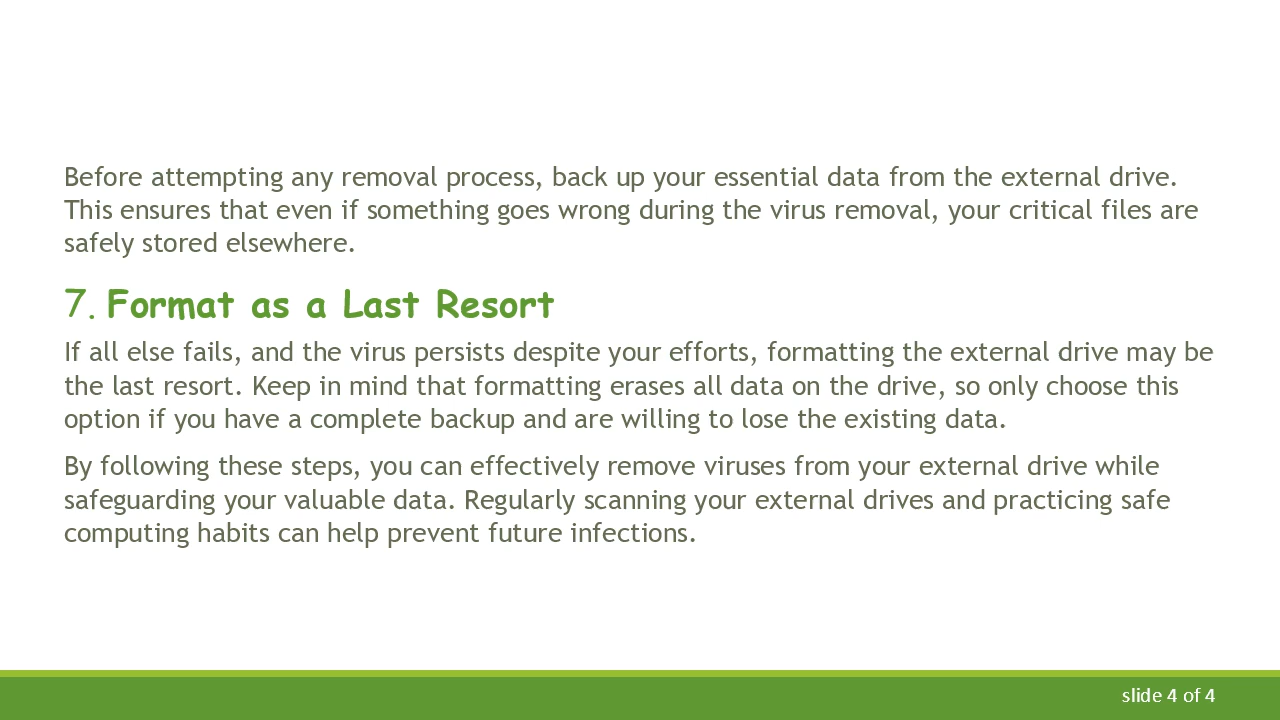 Before attempting any removal process, back up your essential data from the external drive.
This ensures that even if something goes wrong during the virus removal, your critical files are
safely stored elsewhere.
7. Format as a Last Resort
If all else fails, and the virus persists despite your efforts, formatting the external drive may be
the last resort. Keep in mind that formatting erases all data on the drive, so only choose this
option if you have a complete backup and are willing to lose the existing data.
By following these steps, you can effectively remove viruses from your external drive while
safeguarding your valuable data. Regularly scanning your external drives and practicing safe
computing habits can help prevent future infections.
slide 4 of 4